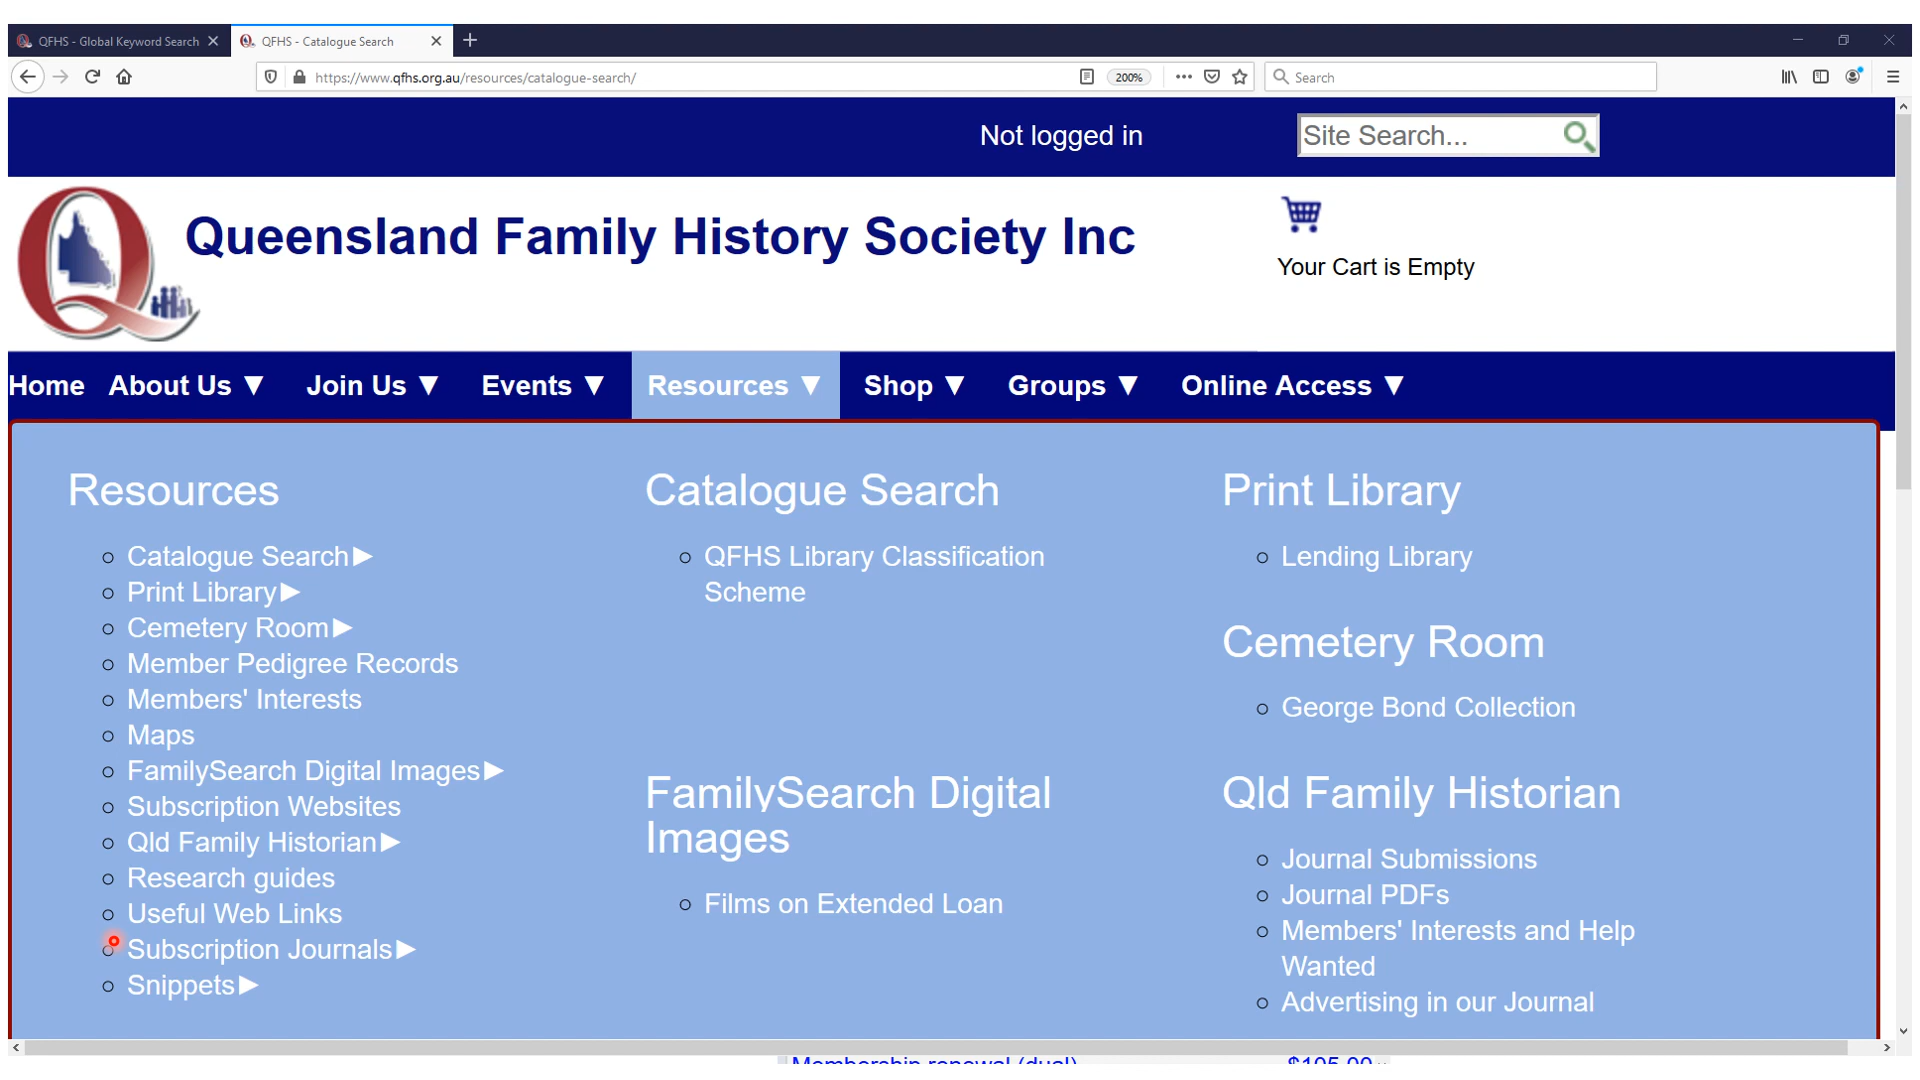 QFHS - Global Keyword Search
QFHS - Catalogue Search
https://www.qfhs.org.au/resources/catalogue-search/
200%
Search
Not logged in
Site Search...
Queensland Family History Society Inc
Your Cart is Empty
Home About Us ▼ Join Us ▼ Events ▼ Resources ▼ Shop ▼ Groups ▼ Online Access ▼
Resources
Catalogue Search▶
Print Library▶
Cemetery Room▶
Member Pedigree Records
Members' Interests
Maps
FamilySearch Digital Images▶
Subscription Websites
Qld Family Historian▶
Research guides
Useful Web Links
Subscription Journals▶
Snippets▶
Catalogue Search
QFHS Library Classification
Scheme
FamilySearch Digital
Images
Films on Extended Loan
Print Library
Lending Library
Cemetery Room
George Bond Collection
Qld Family Historian
Journal Submissions
Journal PDFs
Members' Interests and Help
Wanted
Advertising in our Journal
Membership renewal (dual)
$105.00